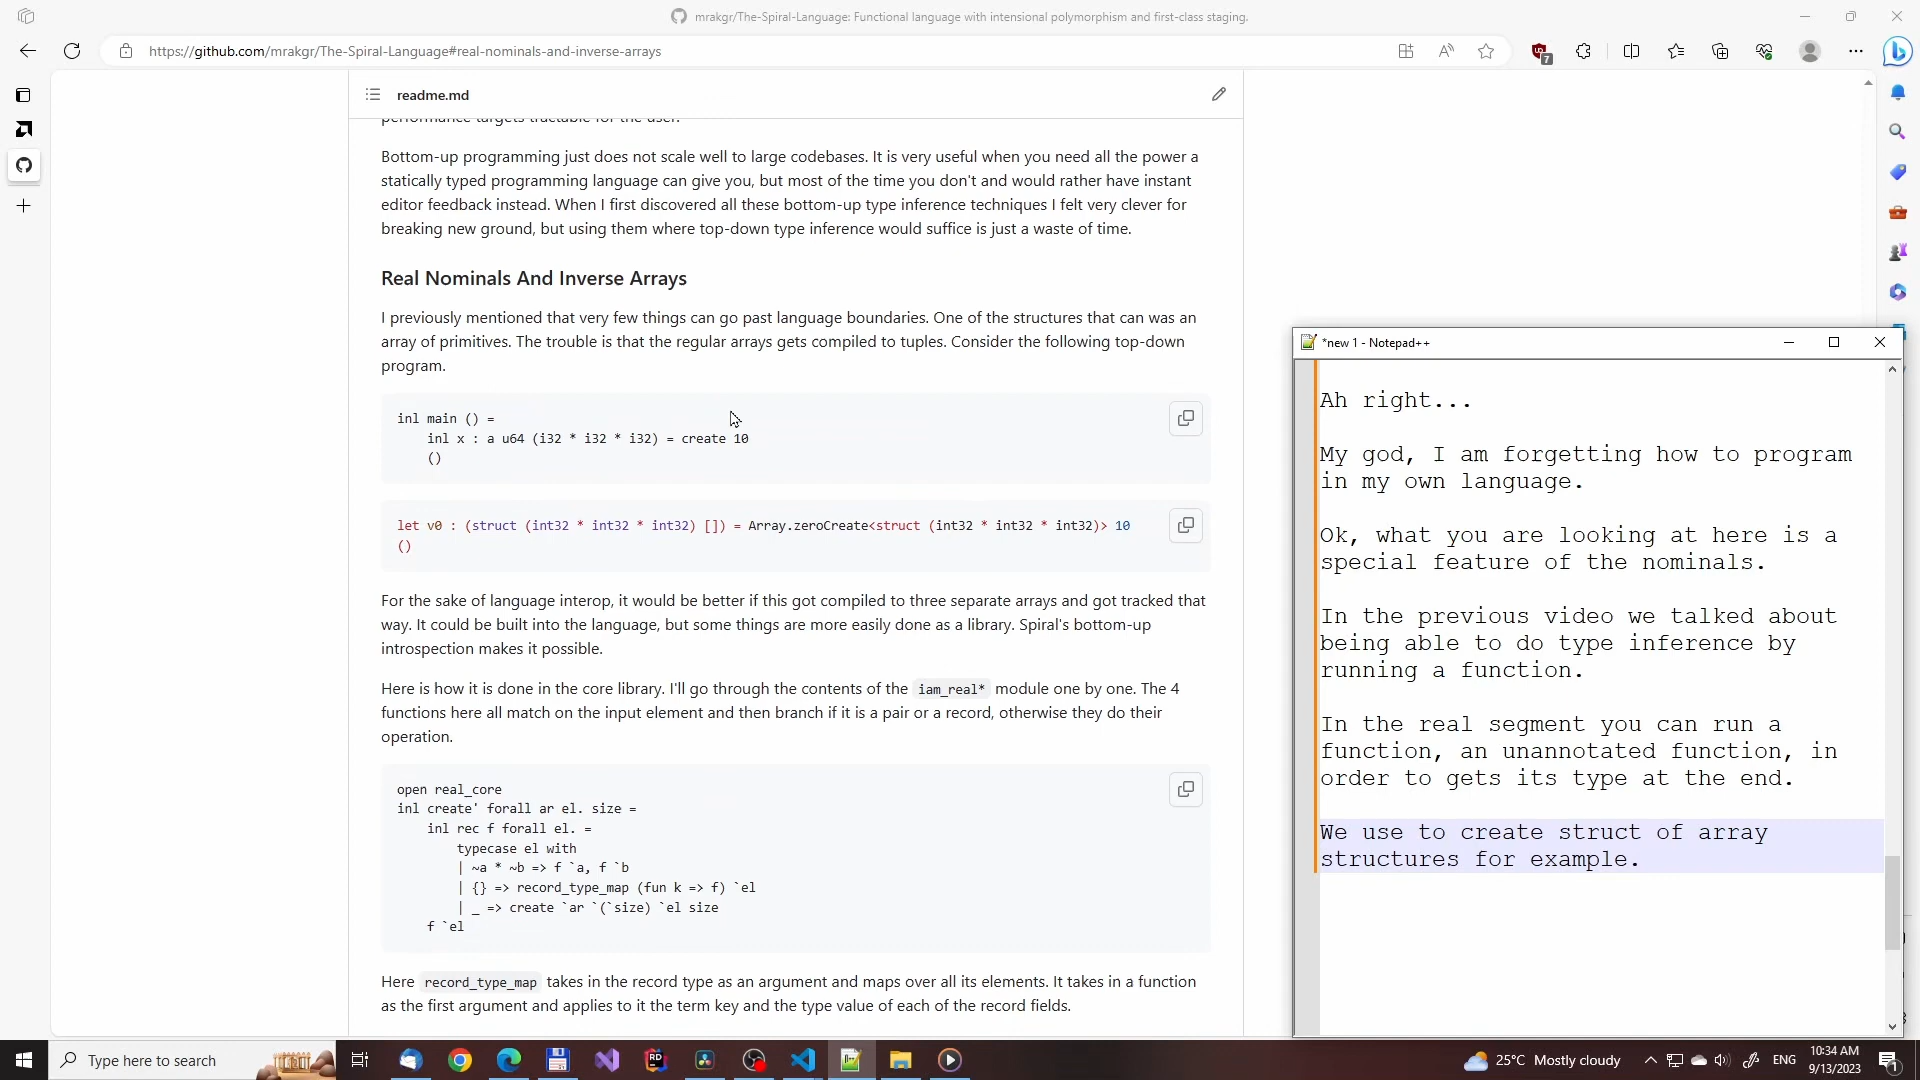 mrakgr/The-Spiral-Language: Functional language with intensional polymorphism and first-class staging.
https://github.com/mrakgr/The-Spiral-Language#real-nominals-and-inverse-arrays
7
readme.md
performance targets tractable for the user.
Bottom-up programming just does not scale well to large codebases. It is very useful when you need all the power a
statically typed programming language can give you, but most of the time you don't and would rather have instant
editor feedback instead. When I first discovered all these bottom-up type inference techniques I felt very clever for
breaking new ground, but using them where top-down type inference would suffice is just a waste of time.
Real Nominals And Inverse Arrays
I previously mentioned that very few things can go past language boundaries. One of the structures that can was an
array of primitives. The trouble is that the regular arrays gets compiled to tuples. Consider the following top-down
program.
inl main () =
    inl x : a u64 (i32 * i32 * i32) = create 10
    ()
let v0 : (struct (int32 * int32 * int32) []) = Array.zeroCreate<struct (int32 * int32 * int32)> 10
()
For the sake of language interop, it would be better if this got compiled to three separate arrays and got tracked that
way. It could be built into the language, but some things are more easily done as a library. Spiral's bottom-up
introspection makes it possible.
Here is how it is done in the core library. I'll go through the contents of the iam_real* module one by one. The 4
functions here all match on the input element and then branch if it is a pair or a record, otherwise they do their
operation.
open real_core
inl create' forall ar el. size =
    inl rec f forall el. =
        typecase el with
        | ~a * ~b => f `a, f `b
        | {} => record_type_map (fun k => f) `el
        | _ => create `ar `(`size) `el size
    f `el
Here record_type_map takes in the record type as an argument and maps over all its elements. It takes in a function
as the first argument and applies to it the term key and the type value of each of the record fields.
*new 1 - Notepad++
Ah right...
My god, I am forgetting how to program
in my own language.
Ok, what you are looking at here is a
special feature of the nominals.
In the previous video we talked about
being able to do type inference by
running a function.
In the real segment you can run a
function, an unannotated function, in
order to gets its type at the end.
We use to create struct of array
structures for example.
Type here to search
25°C Mostly cloudy
ENG
10:34 AM
9/13/2023
1